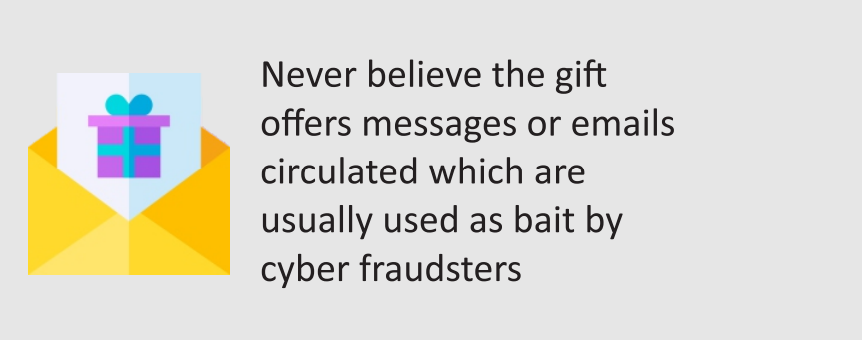 Never believe the gift
offers messages or emails
circulated which are
usually used as bait by
cyber fraudsters